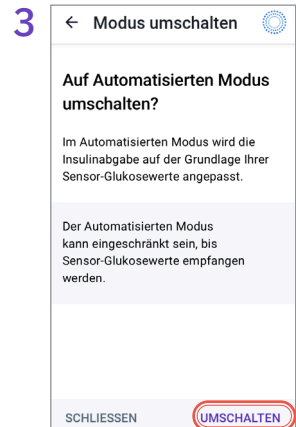 3
Modus umschalten
Auf Automatisierten Modus
umschalten?
Im Automatisierten Modus wird die
Insulinabgabe auf der Grundlage Ihrer
Sensor-Glukosewerte angepasst.
Der Automatisierten Modus
kann eingeschränkt sein, bis
Sensor-Glukosewerte empfangen
werden.
SCHLIESSEN UMSCHALTEN